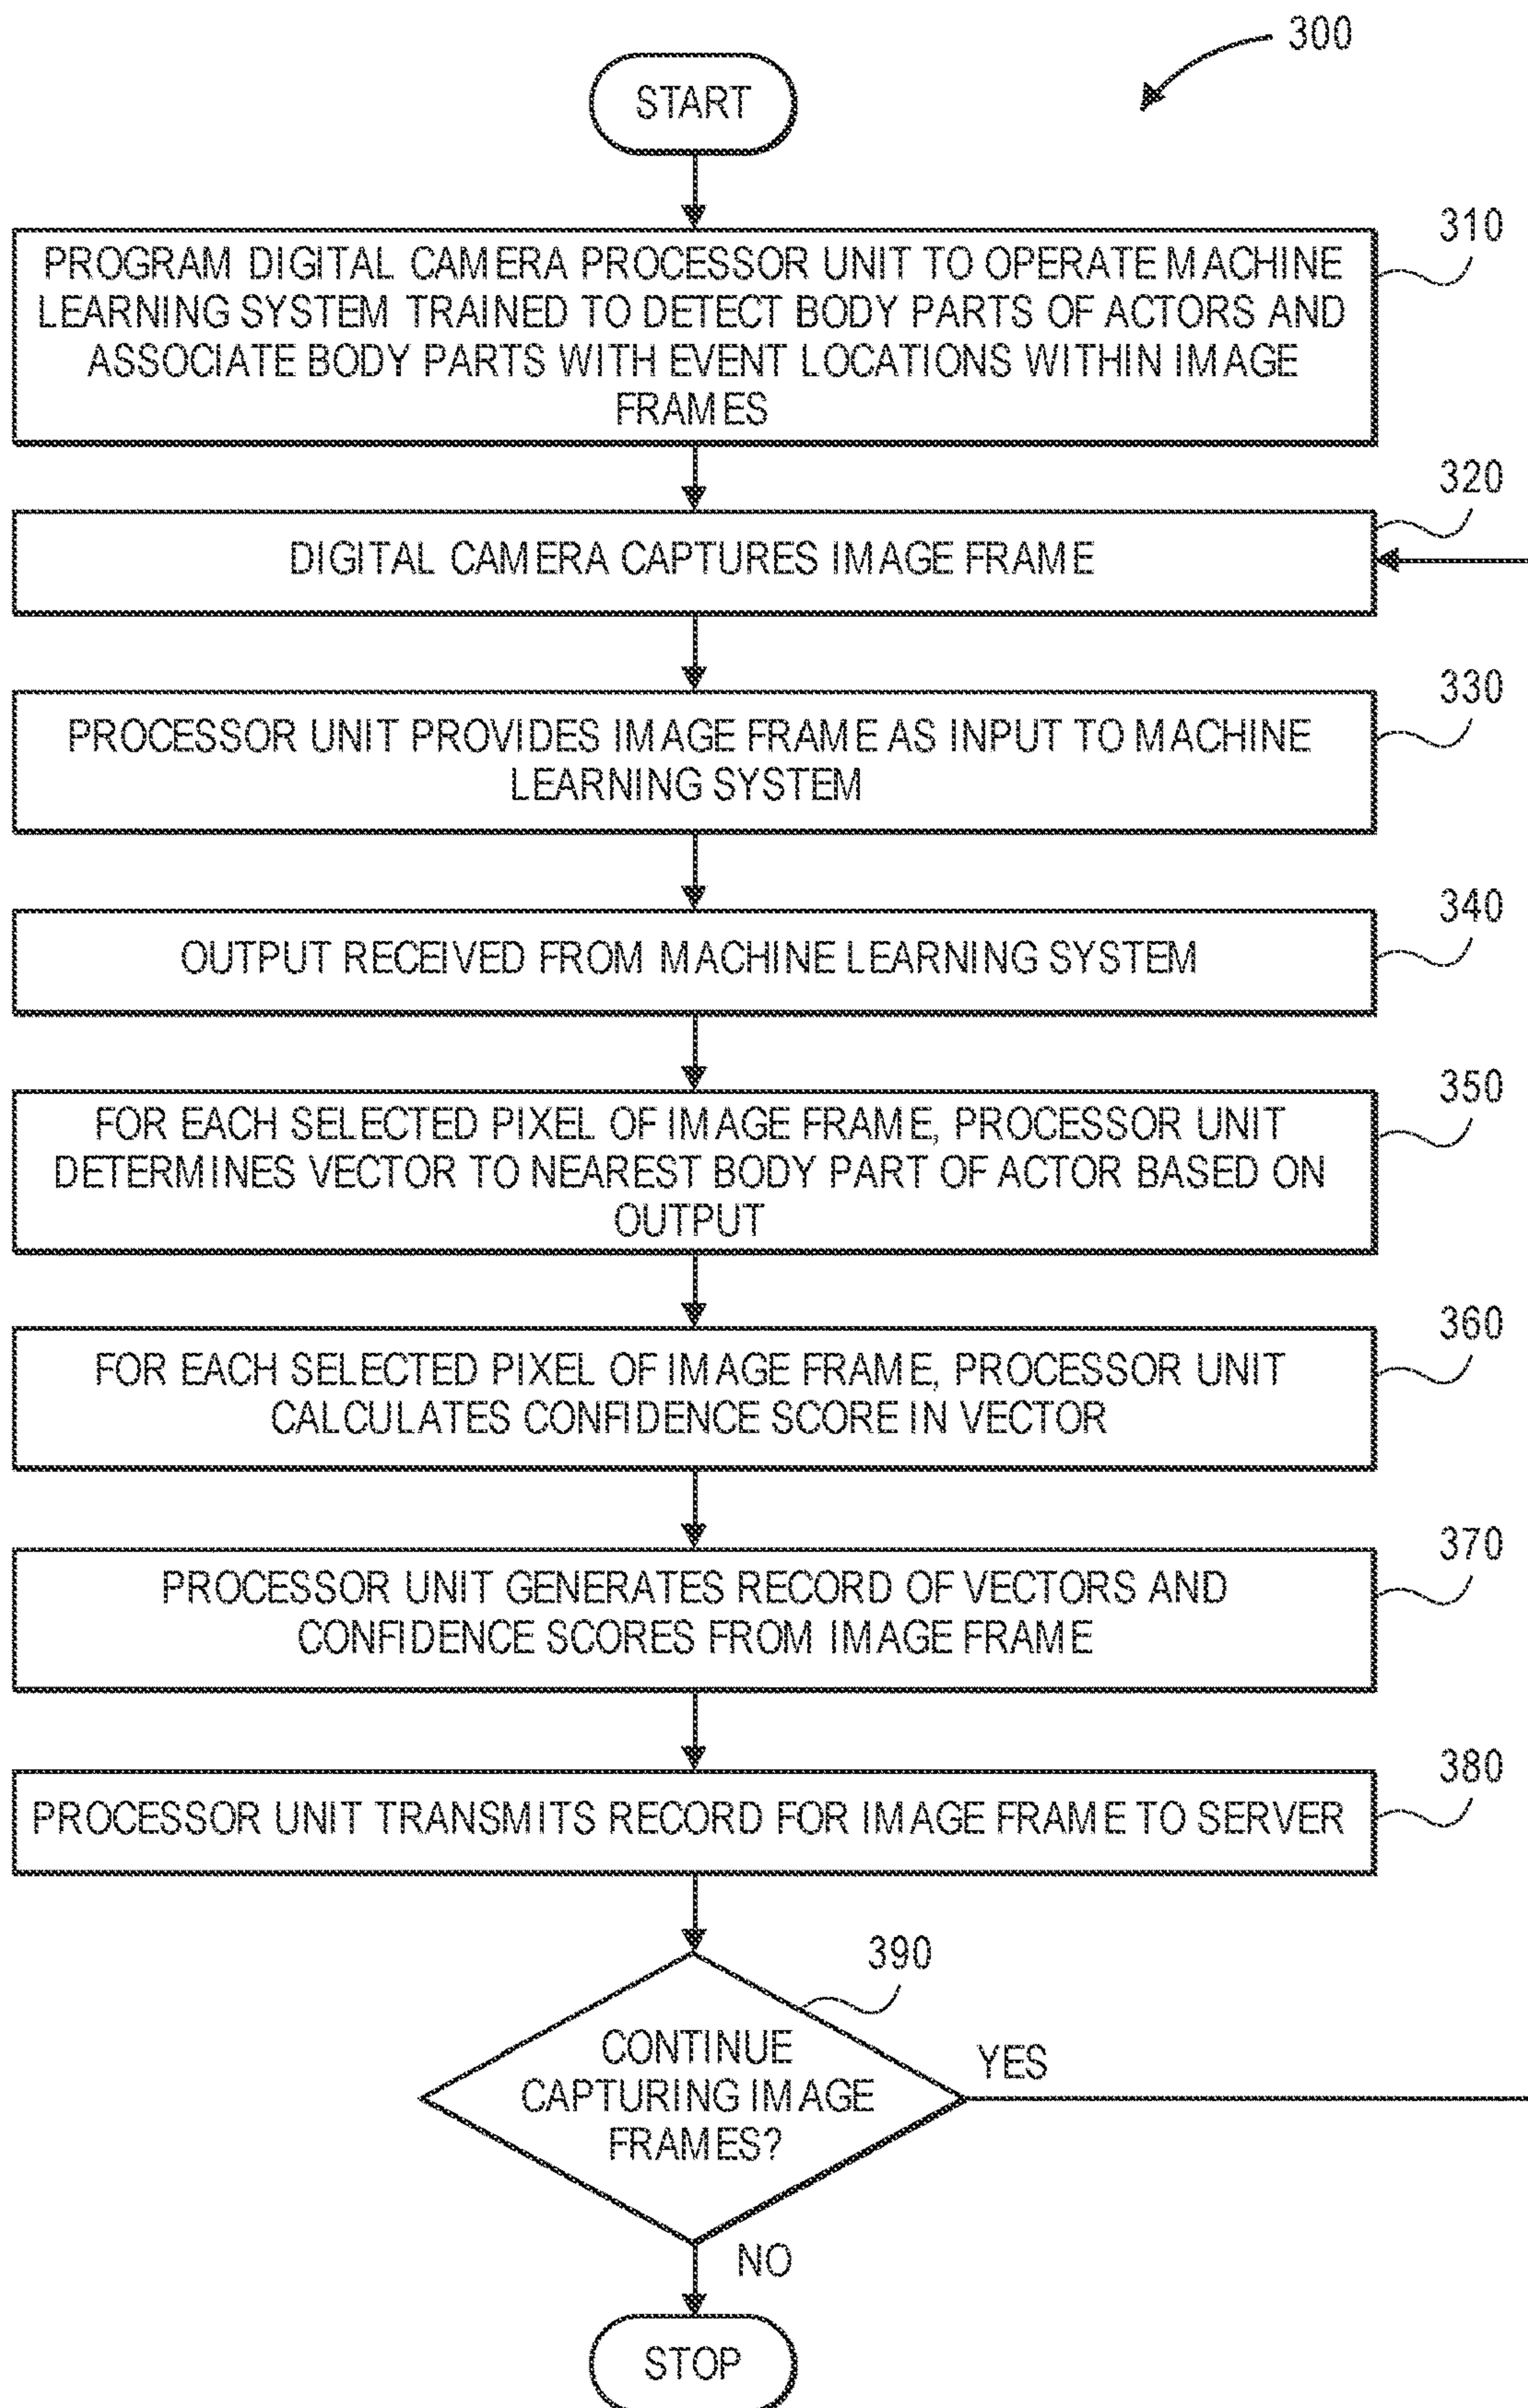 300
START
310
PROGRAM DIGITAL CAMERA PROCESSOR UNIT TO OPERATE MACHINE
LEARNING SYSTEM TRAINED TO DETECT BODY PARTS OF ACTORS AND
ASSOCIATE BODY PARTS WITH EVENT LOCATIONS WITHIN IMAGE
FRAMES
320
DIGITAL CAMERA CAPTURES IMAGE FRAME
330
PROCESSOR UNIT PROVIDES IMAGE FRAME AS INPUT TO MACHINE
LEARNING SYSTEM
340
OUTPUT RECEIVED FROM MACHINE LEARNING SYSTEM
350
FOR EACH SELECTED PIXEL OF IMAGE FRAME, PROCESSOR UNIT
DETERMINES VECTOR TO NEAREST BODY PART OF ACTOR BASED ON
OUTPUT
360
FOR EACH SELECTED PIXEL OF IMAGE FRAME, PROCESSOR UNIT
CALCULATES CONFIDENCE SCORE IN VECTOR
370
PROCESSOR UNIT GENERATES RECORD OF VECTORS AND
CONFIDENCE SCORES FROM IMAGE FRAME
380
PROCESSOR UNIT TRANSMITS RECORD FOR IMAGE FRAME TO SERVER
390
CONTINUE
CAPTURING IMAGE
FRAMES?
YES
NO
STOP